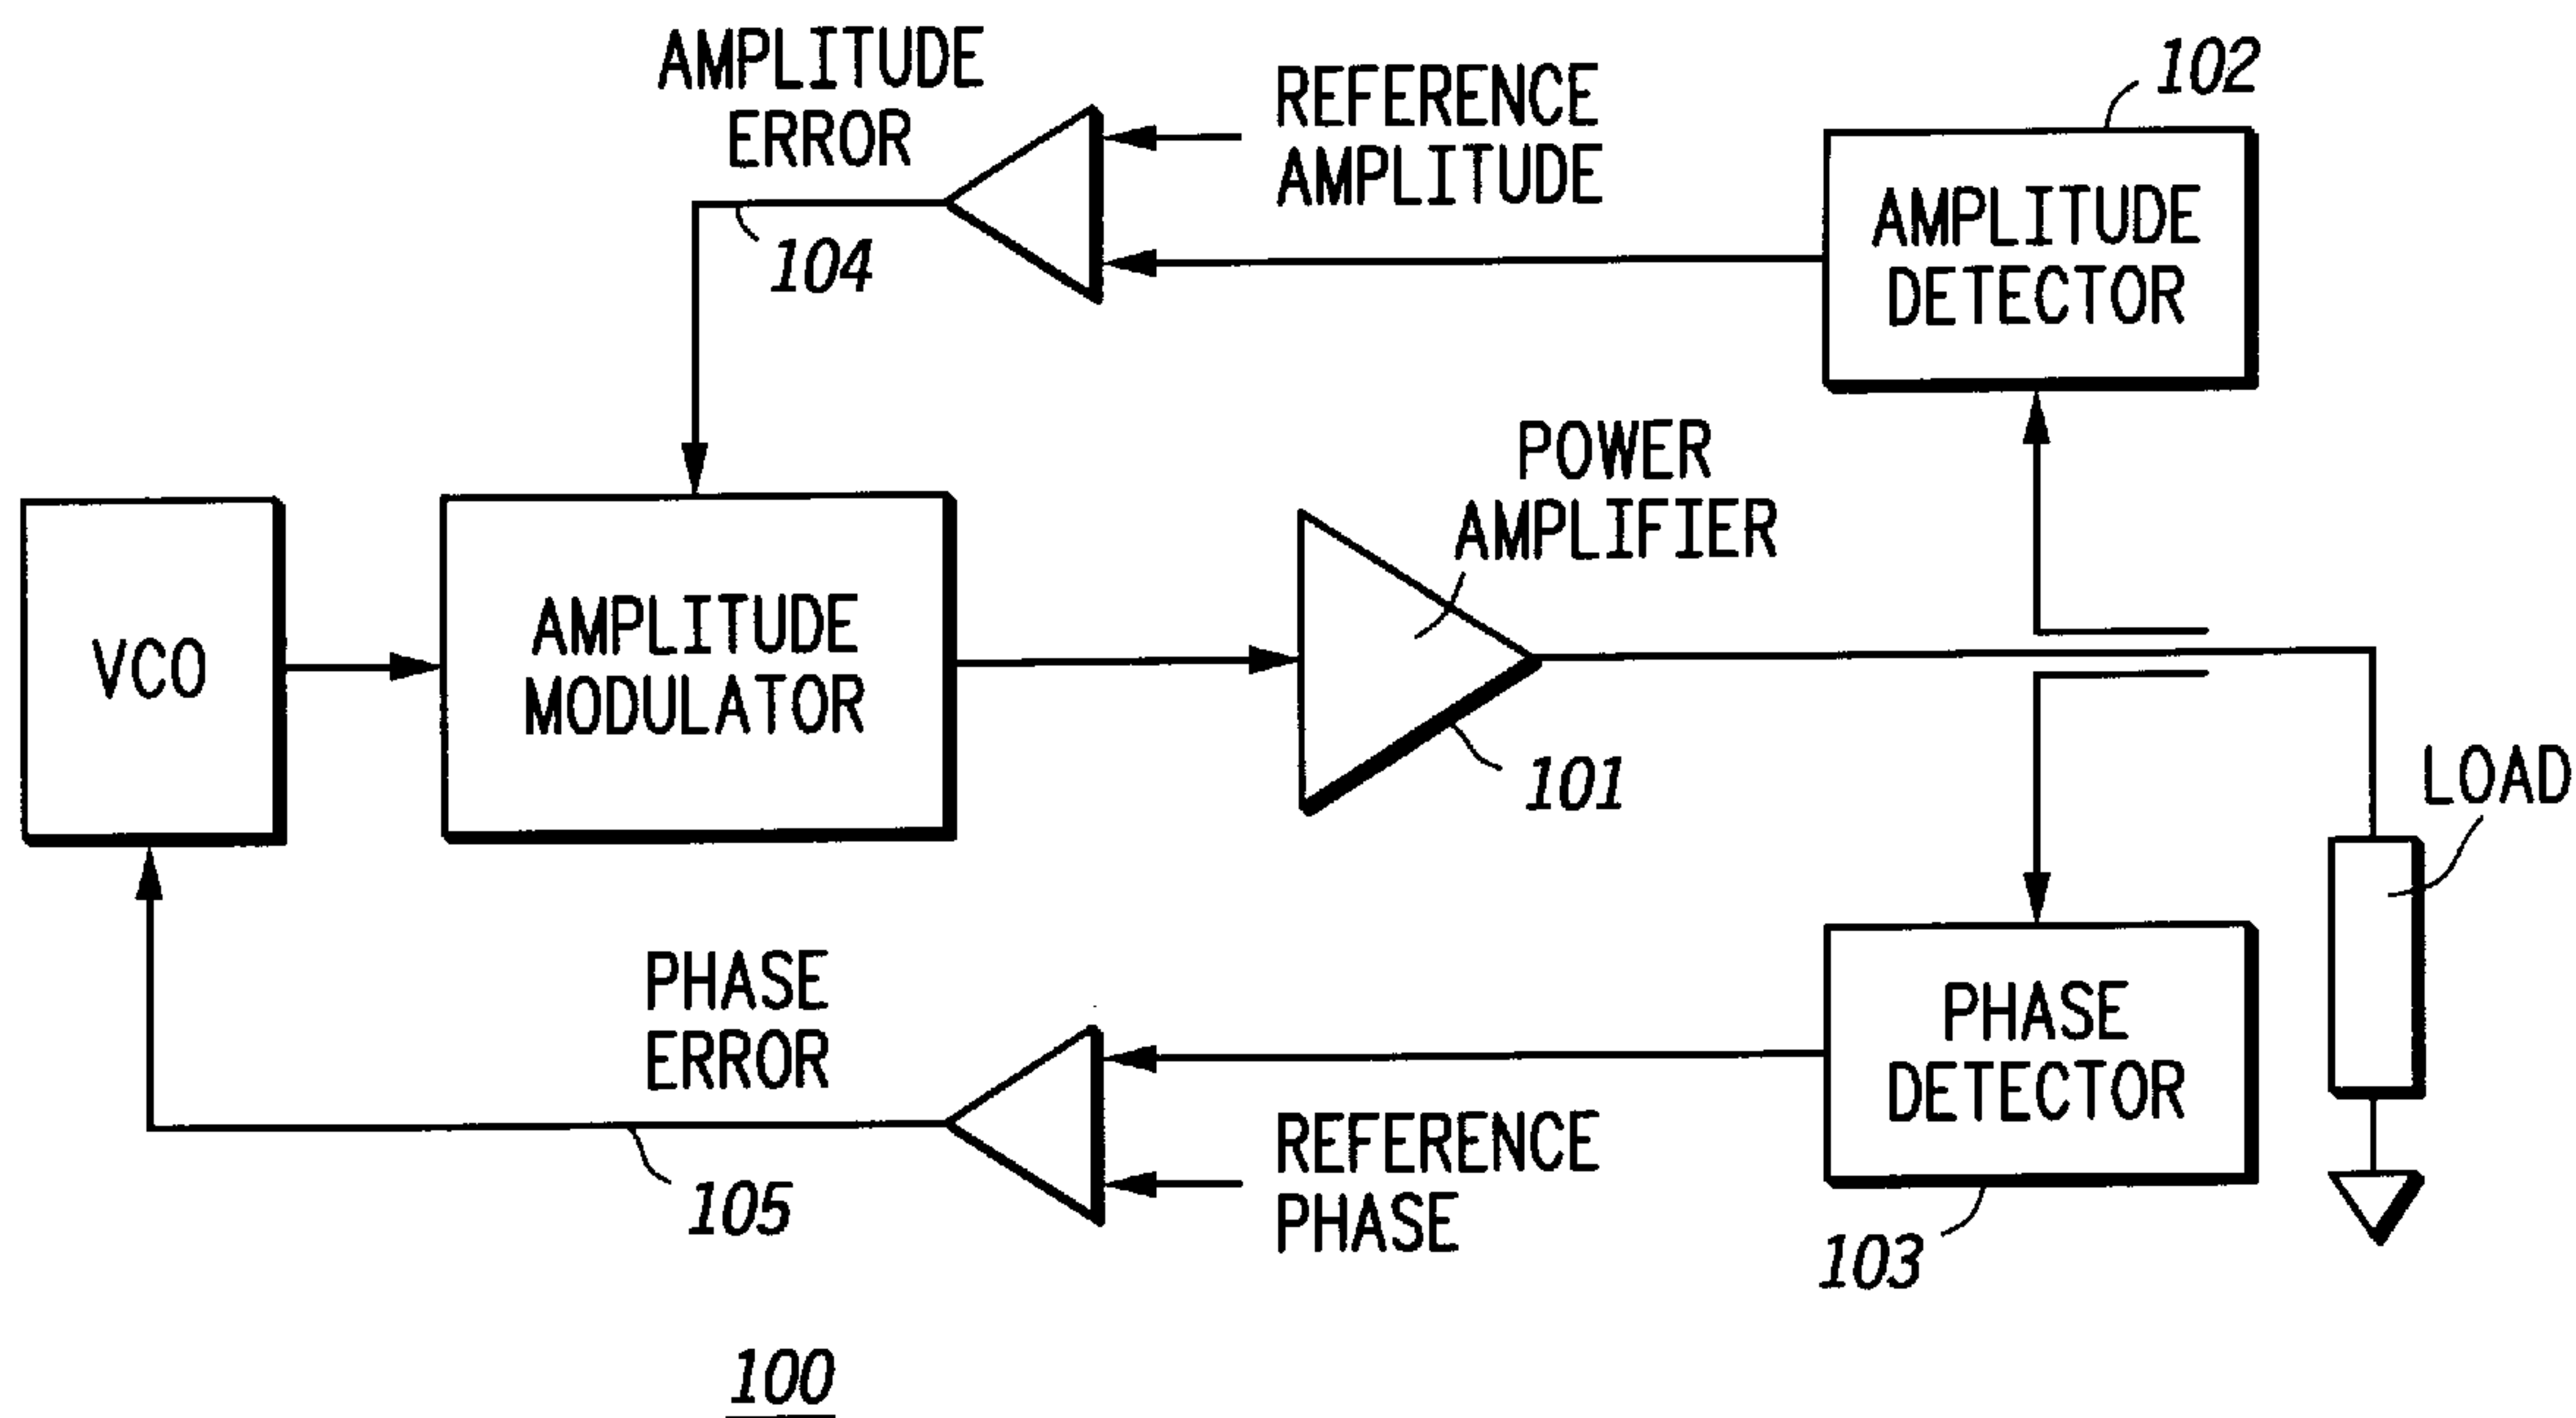 AMPLITUDE
ERROR
REFERENCE
AMPLITUDE
102
104
AMPLITUDE
DETECTOR
POWER
AMPLIFIER
VCO
AMPLITUDE
MODULATOR
101
LOAD
PHASE
ERROR
105
REFERENCE
PHASE
PHASE
DETECTOR
103
100